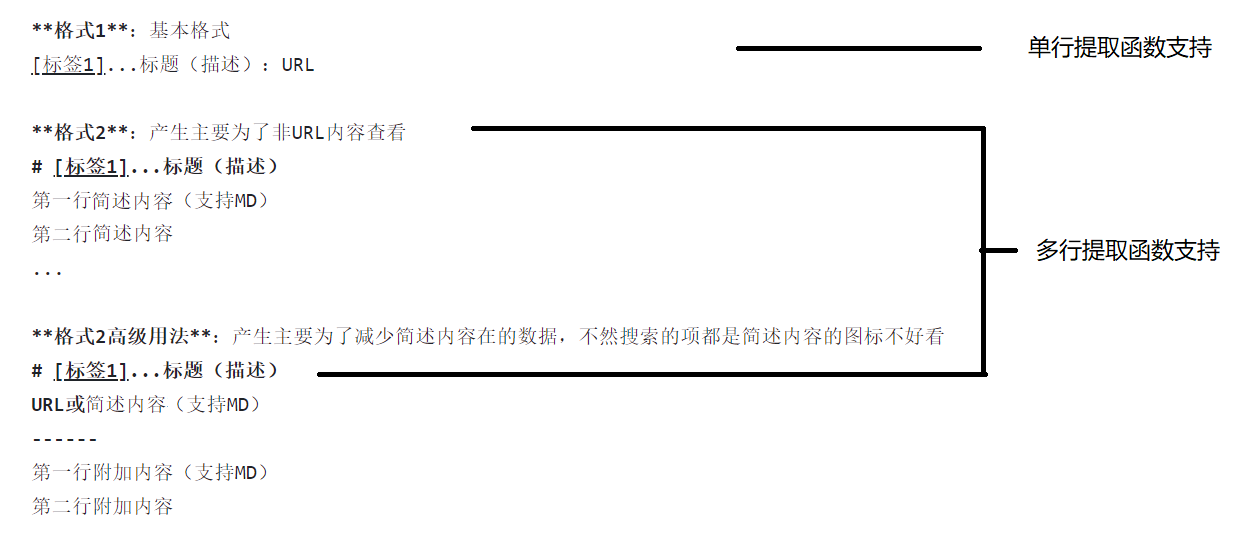 **格式1**：基本格式
[标签1]...标题（描述）：URL
单行提取函数支持
**格式2**：产生主要为了非URL内容查看
# [标签1]...标题（描述）
第一行简述内容（支持MD）
第二行简述内容
...
多行提取函数支持
**格式2高级用法**：产生主要为了减少简述内容在的数据，不然搜索的项都是简述内容的图标不好看
# [标签1]...标题（描述）
URL或简述内容（支持MD）
------
第一行附加内容（支持MD）
第二行附加内容